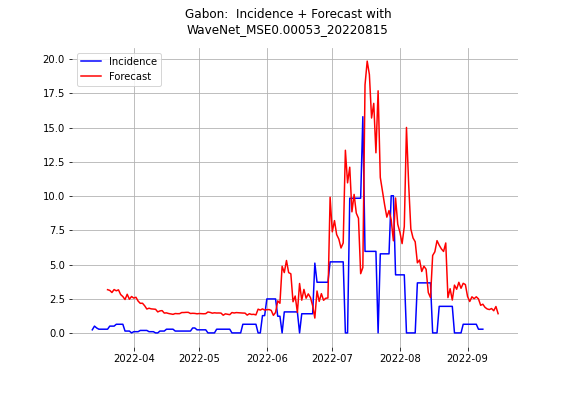 Gabon:  Incidence + Forecast with
WaveNet_MSE0.00053_20220815
Incidence
Forecast
20.0
17.5
15.0
12.5
10.0
7.5
5.0
2.5
0.0
2022-04 2022-05 2022-06 2022-07 2022-08 2022-09